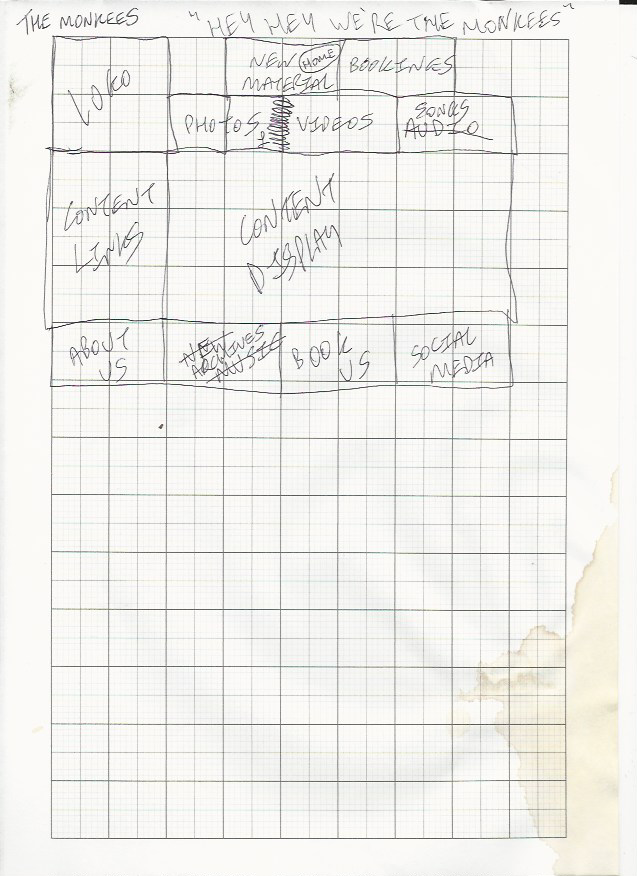 THE MONKEES
"HEY HEY WE'RE THE MONKEES"
LOGO
NEW HOME
MATERIAL
BOOKINGS
PHOTOS
VIDEOS
SONGS
AUDIO
CONTENT
LINKS
CONTENT
DISPLAY
ABOUT
US
NEW
ARCHIVES
MUSIC
BOOK
US
SOCIAL
MEDIA